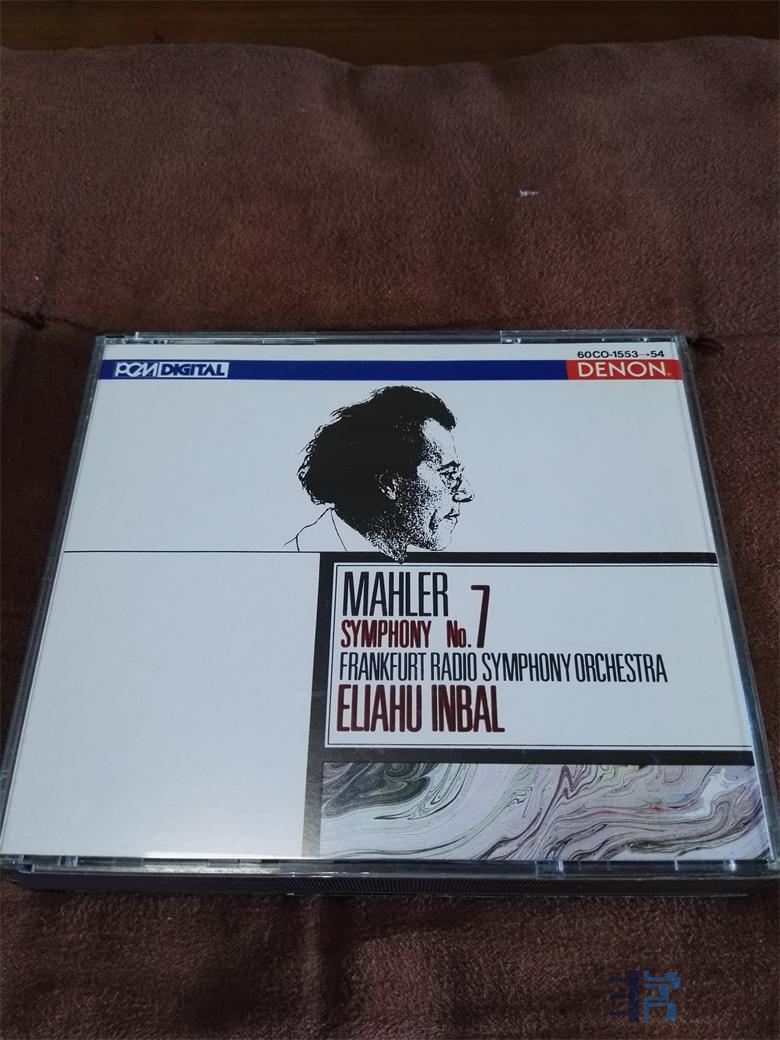 60CO-1553→54
PCM DIGITAL
DENON®
MAHLER
SYMPHONY No. 7
FRANKFURT RADIO SYMPHONY ORCHESTRA
ELIAHU INBAL